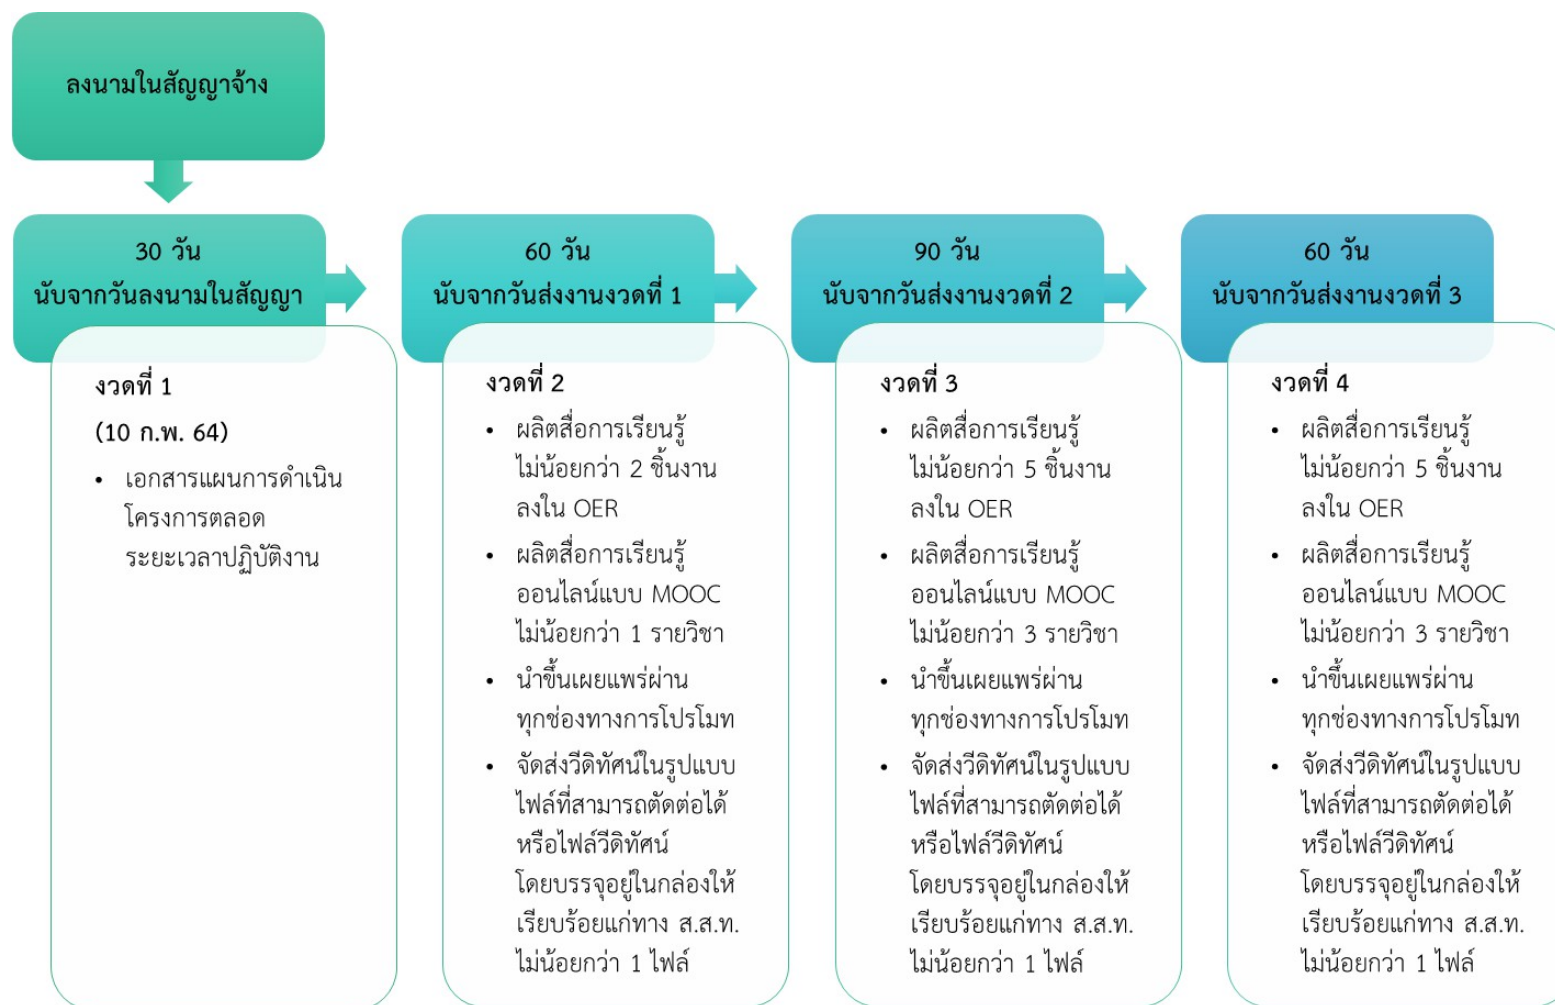 ลงนามในสัญญาจ้าง
30 วัน
นับจากวันลงนามในสัญญา
งวดที่ 1
(10 ก.พ. 64)
• เอกสารแผนการดำเนิน
โครงการตลอด
ระยะเวลาปฏิบัติงาน
60 วัน
นับจากวันส่งงานงวดที่ 1
งวดที่ 2
• ผลิตสื่อการเรียนรู้
ไม่น้อยกว่า 2 ชิ้นงาน
ลงใน OER
• ผลิตสื่อการเรียนรู้
ออนไลน์แบบ MOOC
ไม่น้อยกว่า 1 รายวิชา
• นำขึ้นเผยแพร่ผ่าน
ทุกช่องทางการโปรโมท
• จัดส่งวีดิทัศน์ในรูปแบบ
ไฟล์ที่สามารถตัดต่อได้
หรือไฟล์วีดิทัศน์
โดยบรรจุอยู่ในกล่องให้
เรียบร้อยแก่ทาง ส.ส.ท.
ไม่น้อยกว่า 1 ไฟล์
90 วัน
นับจากวันส่งงานงวดที่ 2
งวดที่ 3
• ผลิตสื่อการเรียนรู้
ไม่น้อยกว่า 5 ชิ้นงาน
ลงใน OER
• ผลิตสื่อการเรียนรู้
ออนไลน์แบบ MOOC
ไม่น้อยกว่า 3 รายวิชา
• นำขึ้นเผยแพร่ผ่าน
ทุกช่องทางการโปรโมท
• จัดส่งวีดิทัศน์ในรูปแบบ
ไฟล์ที่สามารถตัดต่อได้
หรือไฟล์วีดิทัศน์
โดยบรรจุอยู่ในกล่องให้
เรียบร้อยแก่ทาง ส.ส.ท.
ไม่น้อยกว่า 1 ไฟล์
60 วัน
นับจากวันส่งงานงวดที่ 3
งวดที่ 4
• ผลิตสื่อการเรียนรู้
ไม่น้อยกว่า 5 ชิ้นงาน
ลงใน OER
• ผลิตสื่อการเรียนรู้
ออนไลน์แบบ MOOC
ไม่น้อยกว่า 3 รายวิชา
• นำขึ้นเผยแพร่ผ่าน
ทุกช่องทางการโปรโมท
• จัดส่งวีดิทัศน์ในรูปแบบ
ไฟล์ที่สามารถตัดต่อได้
หรือไฟล์วีดิทัศน์
โดยบรรจุอยู่ในกล่องให้
เรียบร้อยแก่ทาง ส.ส.ท.
ไม่น้อยกว่า 1 ไฟล์